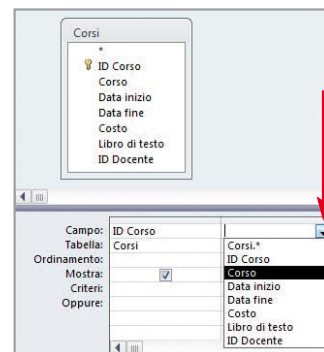 Corsi
*
ID Corso
Corso
Data inizio
Data fine
Costo
Libro di testo
ID Docente
Campo: ID Corso
Tabella: Corsi
Ordinamento:
Mostra:
Criteri:
Oppure:
Corsi.*
ID Corso
Corso
Data inizio
Data fine
Costo
Libro di testo
ID Docente